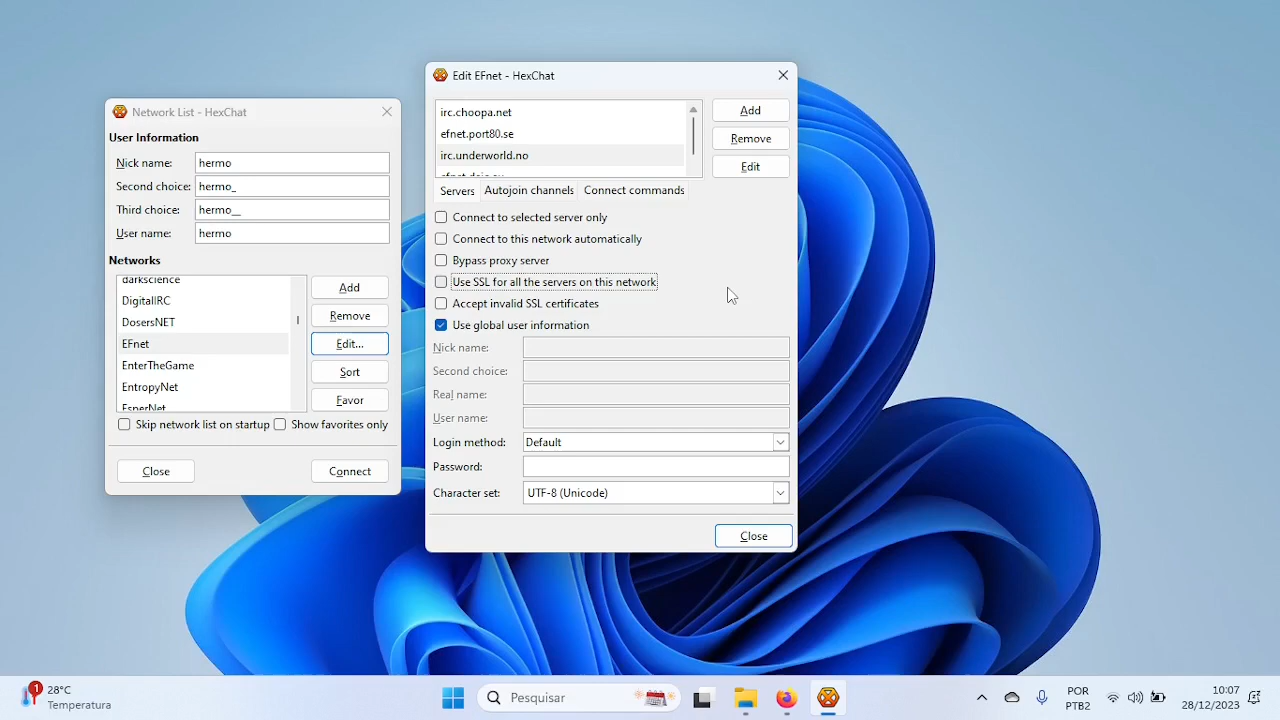 Network List - HexChat
User Information
Nick name: hermo
Second choice: hermo_
Third choice: hermo__
User name: hermo
Networks
darkscience
DigitalIRC
DosersNET
EFnet
EnterTheGame
EntropyNet
EsperNet
Add
Remove
Edit...
Sort
Favor
Skip network list on startup
Show favorites only
Close
Connect
Edit EFnet - HexChat
irc.choopa.net
efnet.port80.se
irc.underworld.no
Add
Remove
Edit
Servers
Autojoin channels
Connect commands
Connect to selected server only
Connect to this network automatically
Bypass proxy server
Use SSL for all the servers on this network
Accept invalid SSL certificates
Use global user information
Nick name:
Second choice:
Real name:
User name:
Login method: Default
Password:
Character set: UTF-8 (Unicode)
Close
1
28°C
Temperatura
Pesquisar
POR
PTB2
10:07
28/12/2023